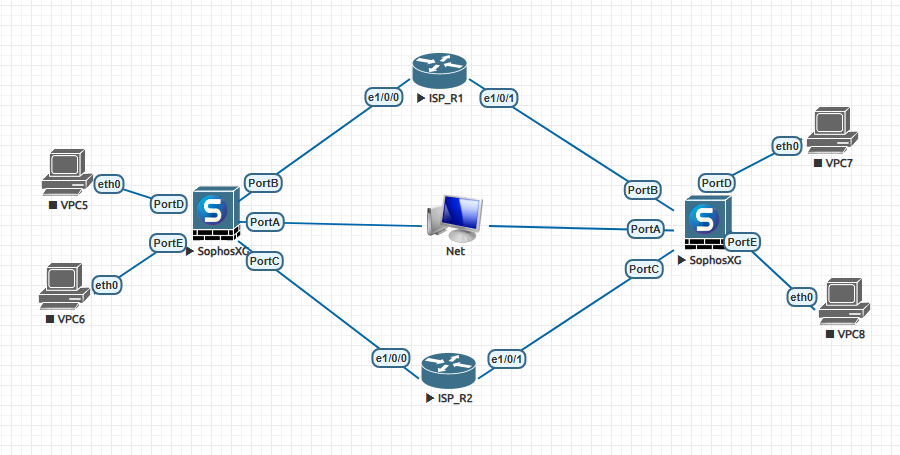 ISP_R1
e1/0/0
e1/0/1
VPC5
eth0
PortD
VPC6
eth0
PortE
S
SophosXG
PortB
PortA
PortC
Net
PortB
PortA
PortC
S
SophosXG
PortD
eth0
VPC7
PortE
eth0
VPC8
e1/0/0
e1/0/1
ISP_R2